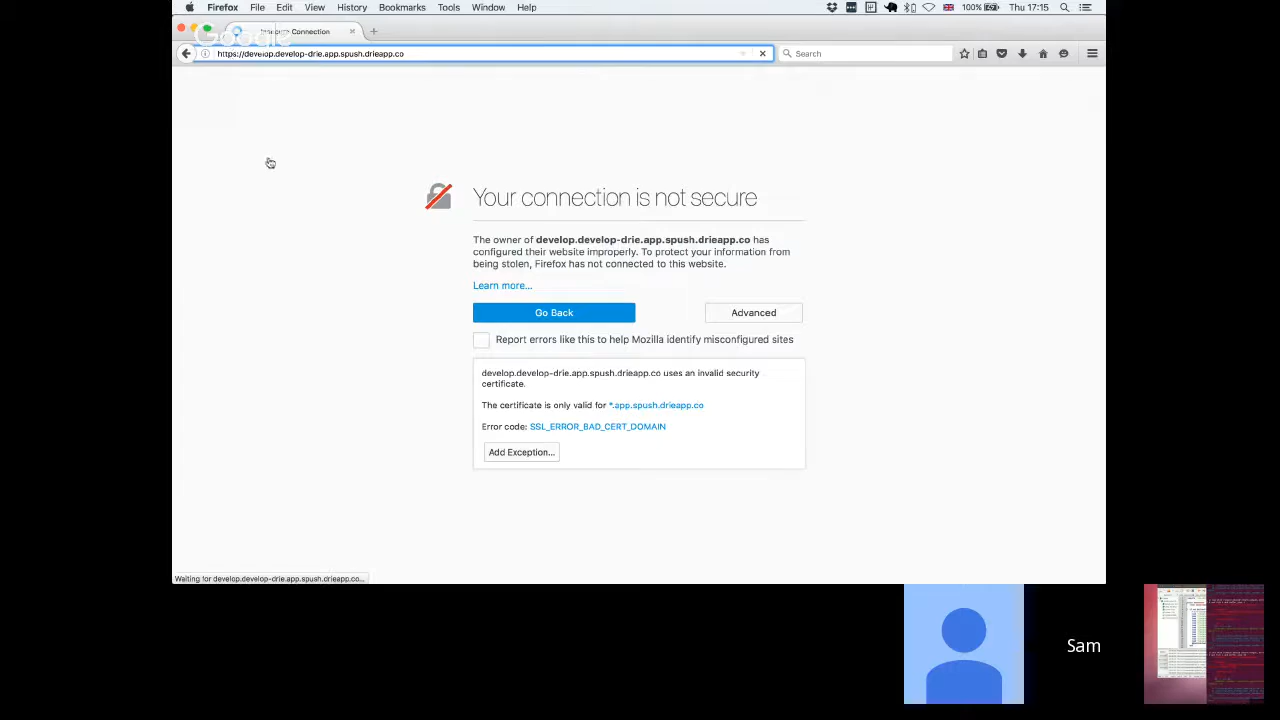 Firefox File Edit View History Bookmarks Tools Window Help 100% Thu 17:15
Insecure Connection
Google
https://develop.develop-drie.app.spush.drieapp.co Search
Your connection is not secure
The owner of develop.develop-drie.app.spush.drieapp.co has
configured their website improperly. To protect your information from
being stolen, Firefox has not connected to this website.
Learn more...
Go Back Advanced
Report errors like this to help Mozilla identify misconfigured sites
develop.develop-drie.app.spush.drieapp.co uses an invalid security
certificate.
The certificate is only valid for *.app.spush.drieapp.co
Error code: SSL_ERROR_BAD_CERT_DOMAIN
Add Exception...
Waiting for develop.develop-drie.app.spush.drieapp.co...
Sam